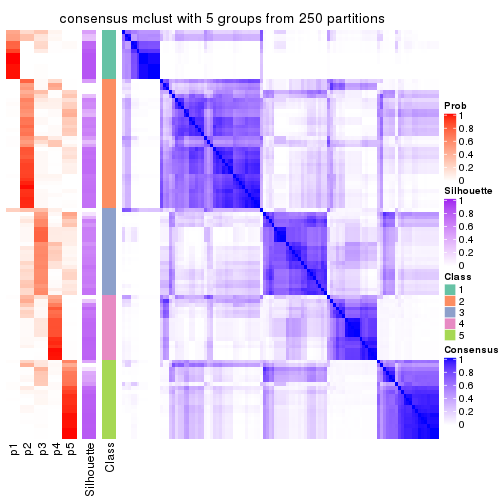 consensus mclust with 5 groups from 250 partitions
Prob
1
0.8
0.6
0.4
0.2
0
Silhouette
1
0.8
0.6
0.4
0.2
0
Class
1
2
3
4
5
Consensus
1
0.8
0.6
0.4
0.2
0
p1
p2
p3
p4
p5
Silhouette
Class